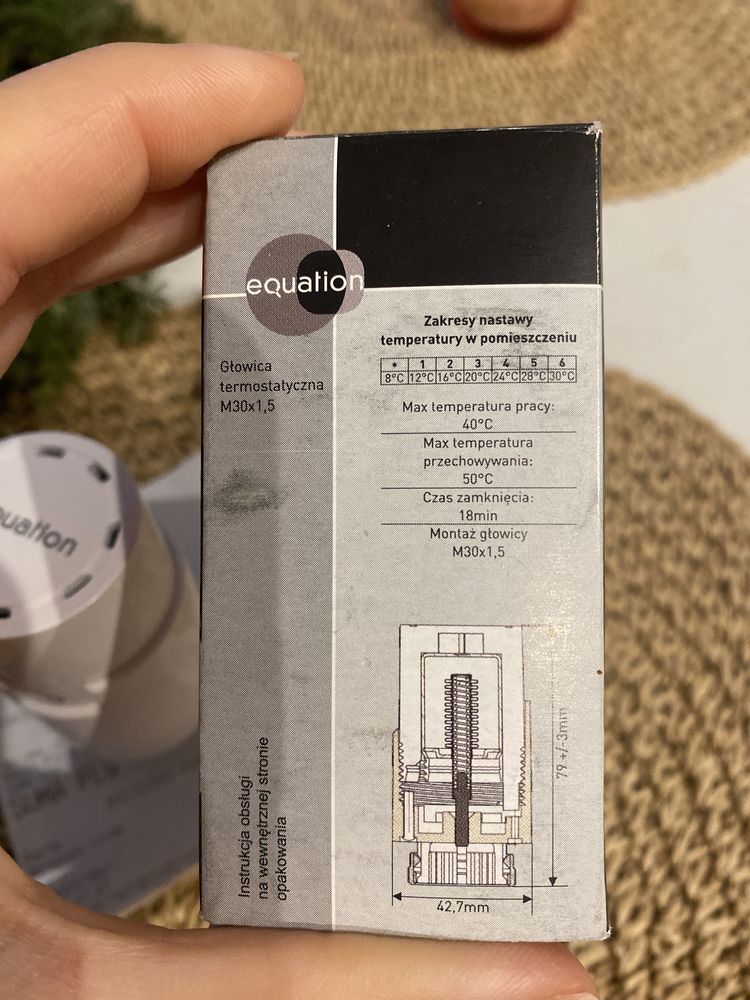 equation
Głowica
termostatyczna
M30x1,5
Zakresy nastawy
temperatury w pomieszczeniu
* 1 2 3 4 5 6
8°C 12°C 16°C 20°C 24°C 28°C 30°C
Max temperatura pracy:
40°C
Max temperatura
przechowywania:
50°C
Czas zamknięcia:
18min
Montaż głowicy
M30x1,5
79 +/-3mm
42,7mm
Instrukcja obsługi
na wewnętrznej stronie
opakowania
quation